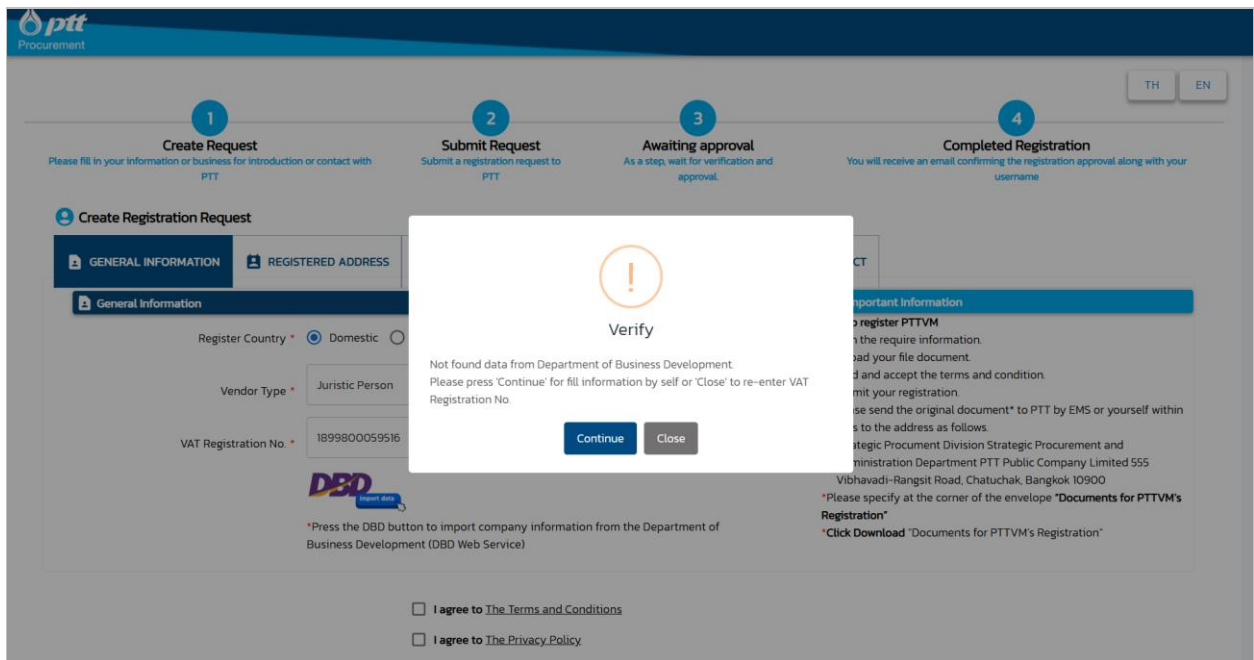 ptt
Procurement
TH EN
1
Create Request
Please fill in your information or business for introduction or contact with
PTT
2
Submit Request
Submit a registration request to
PTT
3
Awaiting approval
As a step, wait for verification and
approval.
4
Completed Registration
You will receive an email confirming the registration approval along with your
username
Create Registration Request
GENERAL INFORMATION
REGISTERED ADDRESS
General Information
Register Country *
Domestic
Vendor Type *
Juristic Person
VAT Registration No. *
1899800059516
DBD
Import data
*Press the DBD button to import company information from the Department of
Business Development (DBD Web Service)
!
Verify
Not found data from Department of Business Development.
Please press 'Continue' for fill information by self or 'Close' to re-enter VAT
Registration No.
Continue Close
Information
register PTTVM
the require information.
your file document.
and accept the terms and condition.
your registration.
send the original document* to PTT by EMS or yourself within
to the address as follows.
Procument Division Strategic Procurement and
Department PTT Public Company Limited 555
Vibhavadi-Rangsit Road, Chatuchak, Bangkok 10900
*Please specify at the corner of the envelope "Documents for PTTVM's
Registration"
*Click Download "Documents for PTTVM's Registration"
I agree to The Terms and Conditions
I agree to The Privacy Policy